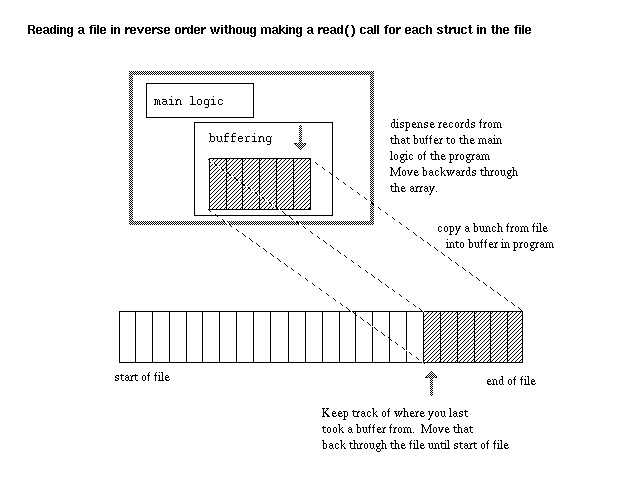 Reading a file in reverse order withoug making a read() call for each struct in the file
main logic
buffering
dispense records from
that buffer to the main
logic of the program
Move backwards through
the array.
copy a bunch from file
into buffer in program
start of file
end of file
Keep track of where you last
took a buffer from. Move that
back through the file until start of file